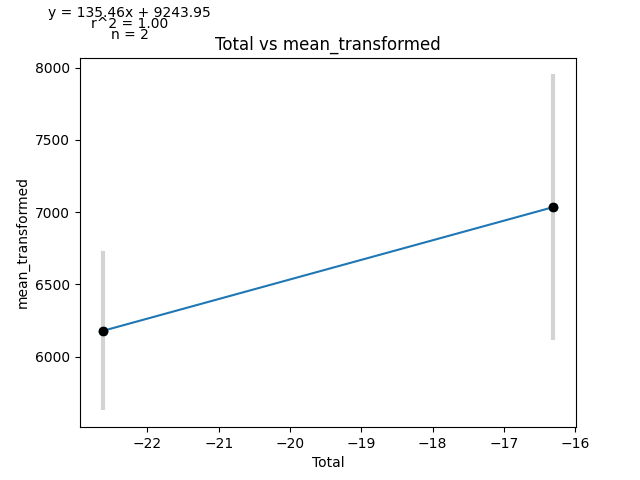 y = 135.46x + 9243.95
r^2 = 1.00
n = 2
Total vs mean_transformed
8000
7500
7000
6500
6000
mean_transformed
−22
−21
−20
−19
−18
−17
−16
Total